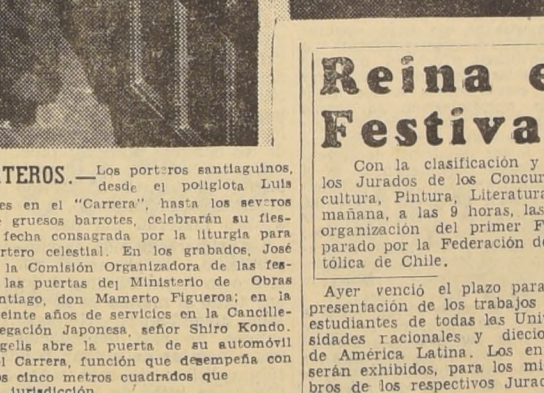 TEROS.—Los porteros santiaguinos,
desde el políglota Luis
es en el "Carrera", hasta los severos
gruesos barrotes, celebrarán su fies-
fecha consagrada por la liturgia para
rtero celestial. En los grabados, José
la Comisión Organizadora de las fes-
las puertas del Ministerio de Obras
ntiago, don Mamerto Figueroa; en la
einte años de servicios en la Cancille-
egación Japonesa, señor Shiro Kondo.
gelis abre la puerta de su automóvil
l Carrera, función que desempeña con
s cinco metros cuadrados que
jurisdicción
Reina e
Festiva
Con la clasificación y
los Jurados de los Concur
cultura, Pintura, Literatura
mañana, a las 9 horas, las
organización del primer F
parado por la Federación de
tólica de Chile.
Ayer venció el plazo para
presentación de los trabajos
estudiantes de todas las Uni
sidades racionales y diecio
de América Latina. Los en
serán exhibidos, para los mi
bros de los respectivos Jurad